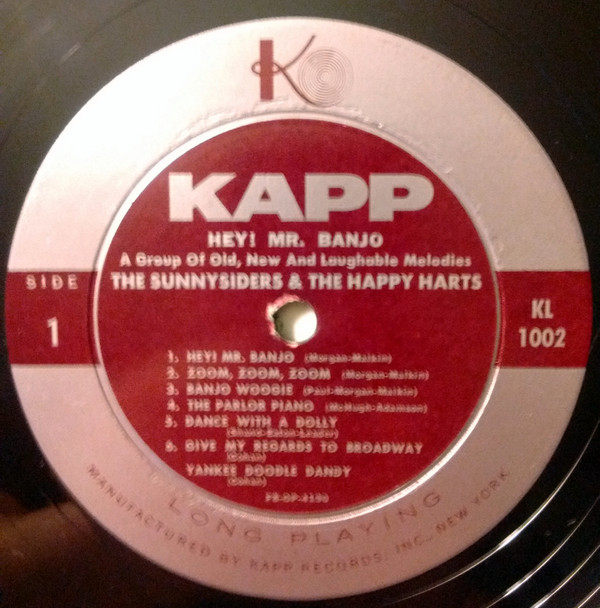 K
KAPP
HEY! MR. BANJO
A Group Of Old, New And Laughable Melodies
THE SUNNYSIDERS & THE HAPPY HARTS
SIDE
1
KL
1002
1. HEY! MR. BANJO (Morgan-Malkin)
2. ZOOM, ZOOM, ZOOM (Morgan-Malkin)
3. BANJO WOOGIE (Paul-Morgan-Malkin)
4. THE PARLOR PIANO (McHugh-Adamson)
5. DANCE WITH A DOLLY
(Shand-Eaton-Leader)
6. GIVE MY REGARDS TO BROADWAY
(Cohan)
YANKEE DOODLE DANDY
(Cohan)
LONG PLAYING
MANUFACTURED BY KAPP RECORDS, INC., NEW YORK